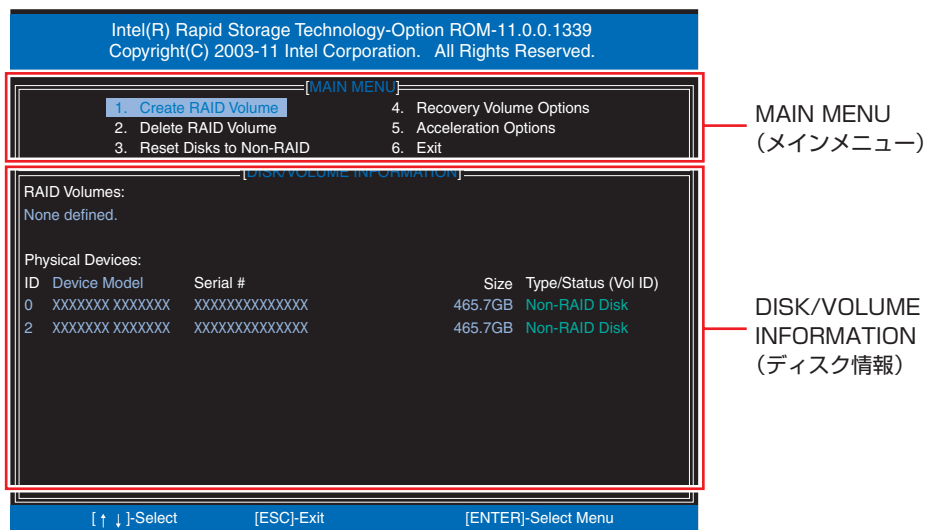 Intel(R) Rapid Storage Technology-Option ROM-11.0.0.1339
Copyright(C) 2003-11 Intel Corporation. All Rights Reserved.
[MAIN MENU]
1. Create RAID Volume
2. Delete RAID Volume
3. Reset Disks to Non-RAID
4. Recovery Volume Options
5. Acceleration Options
6. Exit
MAIN MENU
(メインメニュー)
[DISK/VOLUME INFORMATION]
RAID Volumes:
None defined.
Physical Devices:
ID Device Model Serial # Size Type/Status (Vol ID)
0 XXXXXXX XXXXXXX XXXXXXXXXXXXXX 465.7GB Non-RAID Disk
2 XXXXXXX XXXXXXX XXXXXXXXXXXXXX 465.7GB Non-RAID Disk
DISK/VOLUME
INFORMATION
(ディスク情報)
[↑ ↓]-Select [ESC]-Exit [ENTER]-Select Menu